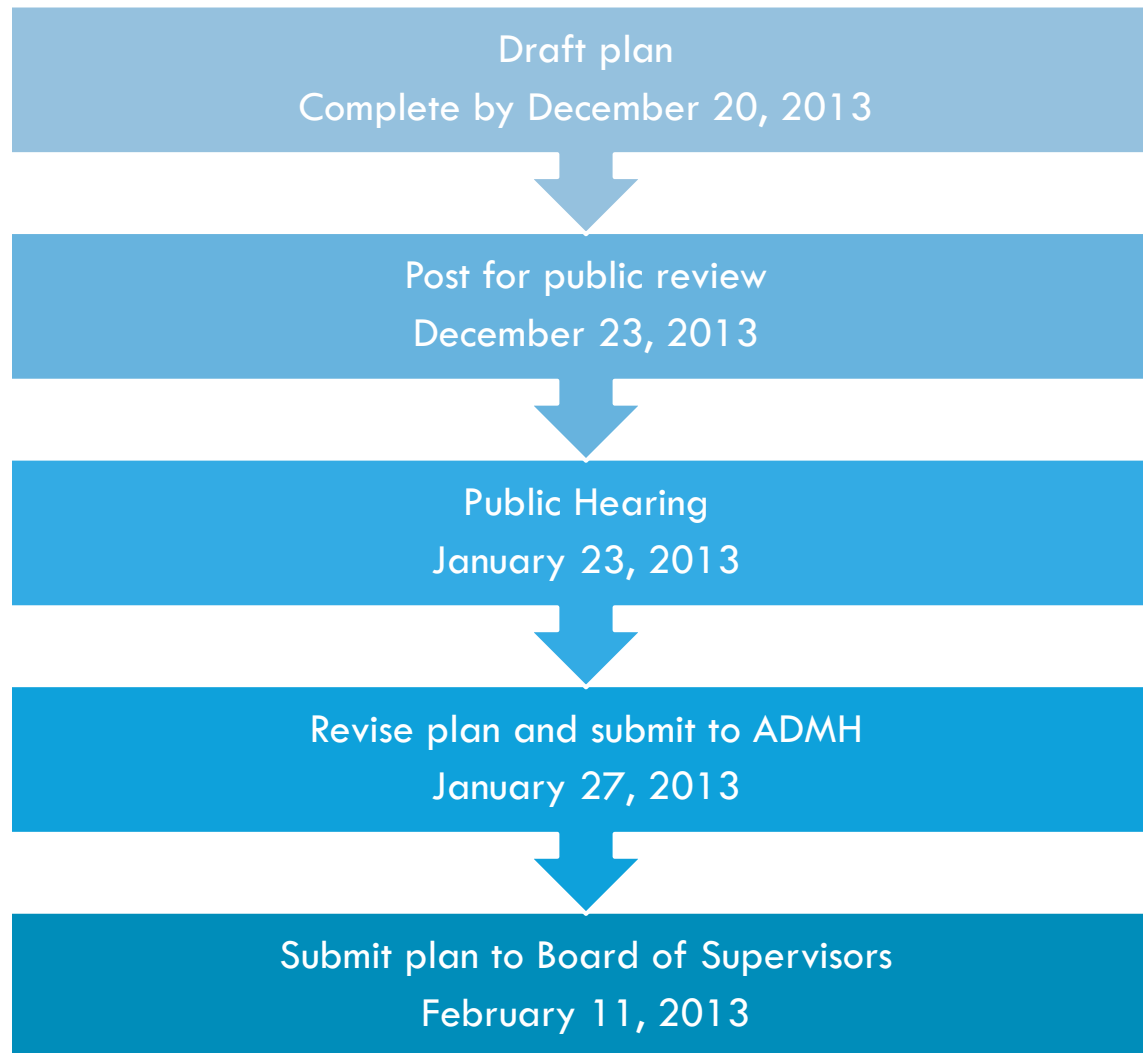 Draft plan
Complete by December 20, 2013
Post for public review
December 23, 2013
Public Hearing
January 23, 2013
Revise plan and submit to ADMH
January 27, 2013
Submit plan to Board of Supervisors
February 11, 2013